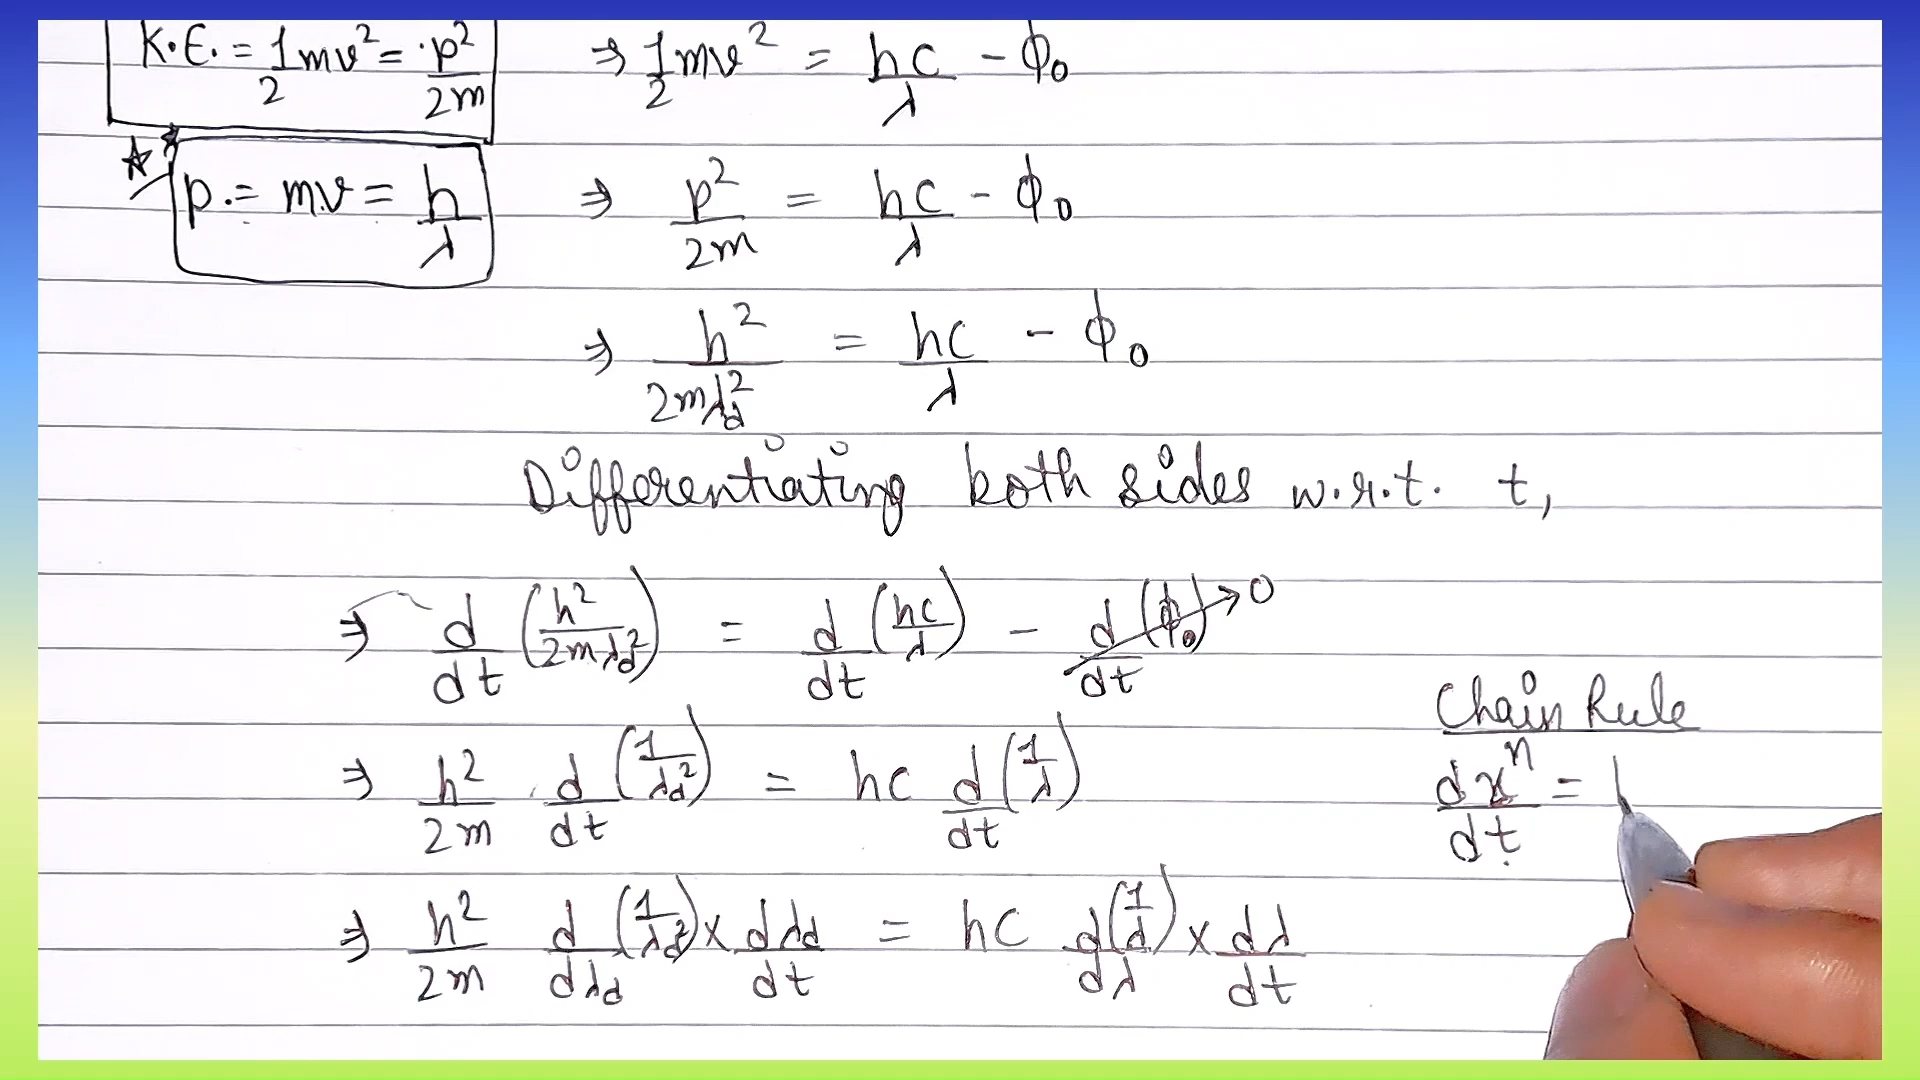 K.E. = 1/2 mv² = p²/2m
⇒ 1/2 mv² = hc/λ - ϕ₀
p. = mv = h/λ
⇒ p²/2m = hc/λ - ϕ₀
⇒ h²/2mλd² = hc/λ - ϕ₀
Differentiating both sides w.r.t. t,
⇒ d/dt (h²/2mλd²) = d/dt (hc/λ) - d/dt (ϕ₀) → 0
Chain Rule
⇒ h²/2m . d/dt (1/λd²) = hc d/dt (1/λ)
dxⁿ/dt =
⇒ h²/2m d/dλd (1/λd²) × dλd/dt = hc d/dλ (1/λ) × dλ/dt